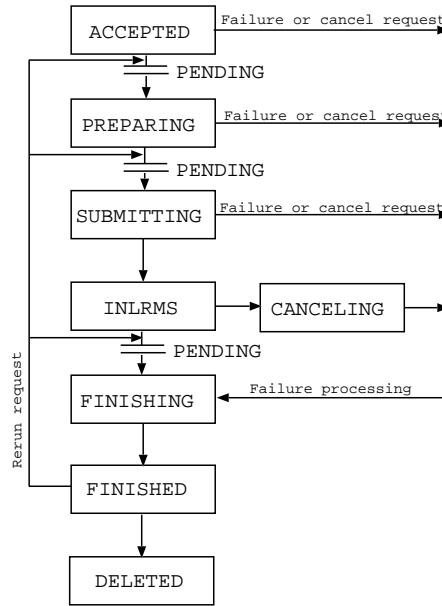 ACCEPTED
Failure or cancel request
PENDING
PREPARING
Failure or cancel request
PENDING
SUBMITTING
Failure or cancel request
INLRMS
CANCELING
PENDING
Rerun request
FINISHING
Failure processing
FINISHED
DELETED